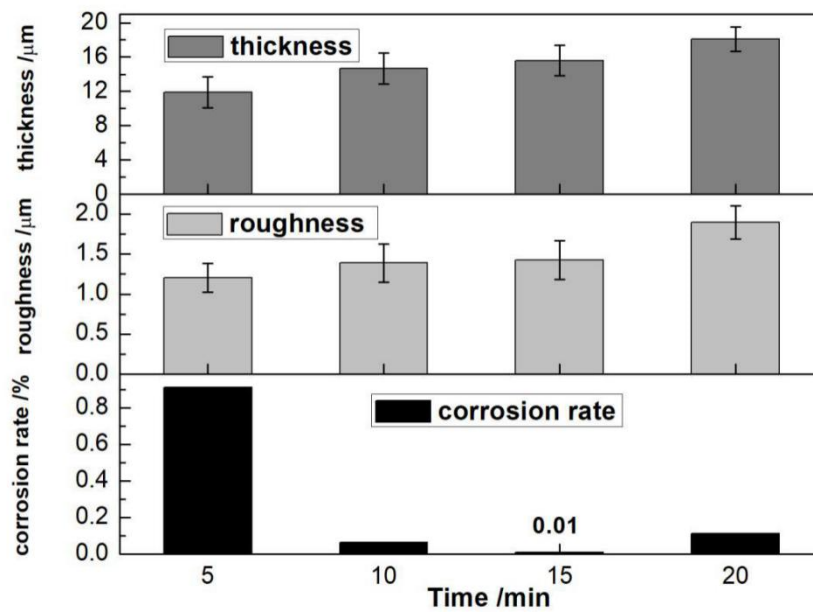 thickness /μm
20
16
12
8
4
0
thickness
roughness /μm
2.0
1.5
1.0
0.5
0.0
roughness
corrosion rate /%
0.8
0.6
0.4
0.2
0.0
corrosion rate
0.01
5 10 15 20
Time /min